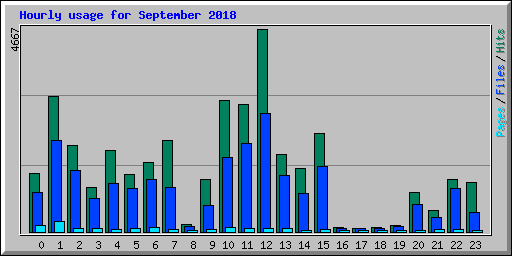 Hourly usage for September 2018
4667
Pages/Files/Hits
0 1 2 3 4 5 6 7 8 9 10 11 12 13 14 15 16 17 18 19 20 21 22 23